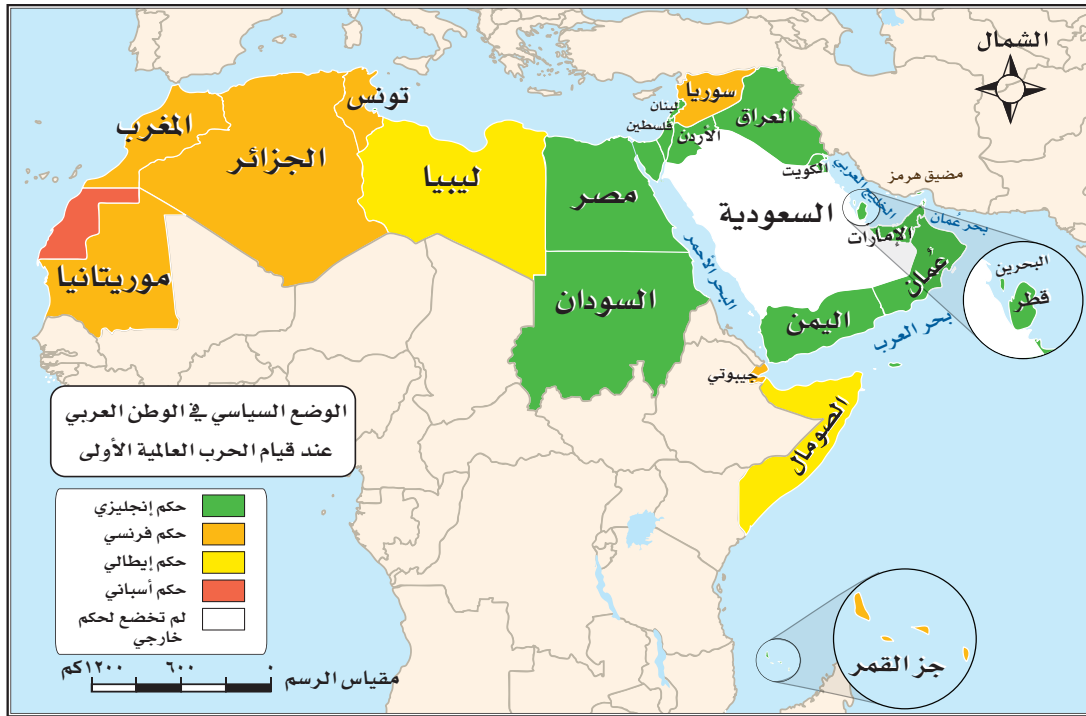 الشمال
تونس
المغرب
الجزائر
ليبيا
مصر
موريتانيا
السودان
سوريا
لبنان
فلسطين
الأردن
العراق
الكويت
السعودية
مضيق هرمز
الخليج العربي
بحر عُمان
الإمارات
عُمان
البحرين
قطر
اليمن
البحر الأحمر
بحر العرب
جيبوتي
الصومال
جز القمر
الوضع السياسي في الوطن العربي
عند قيام الحرب العالمية الأولى
حكم إنجليزي
حكم فرنسي
حكم إيطالي
حكم أسباني
لم تخضع لحكم
خارجي
مقياس الرسم ٠ ٦٠٠ ١٢٠٠كم